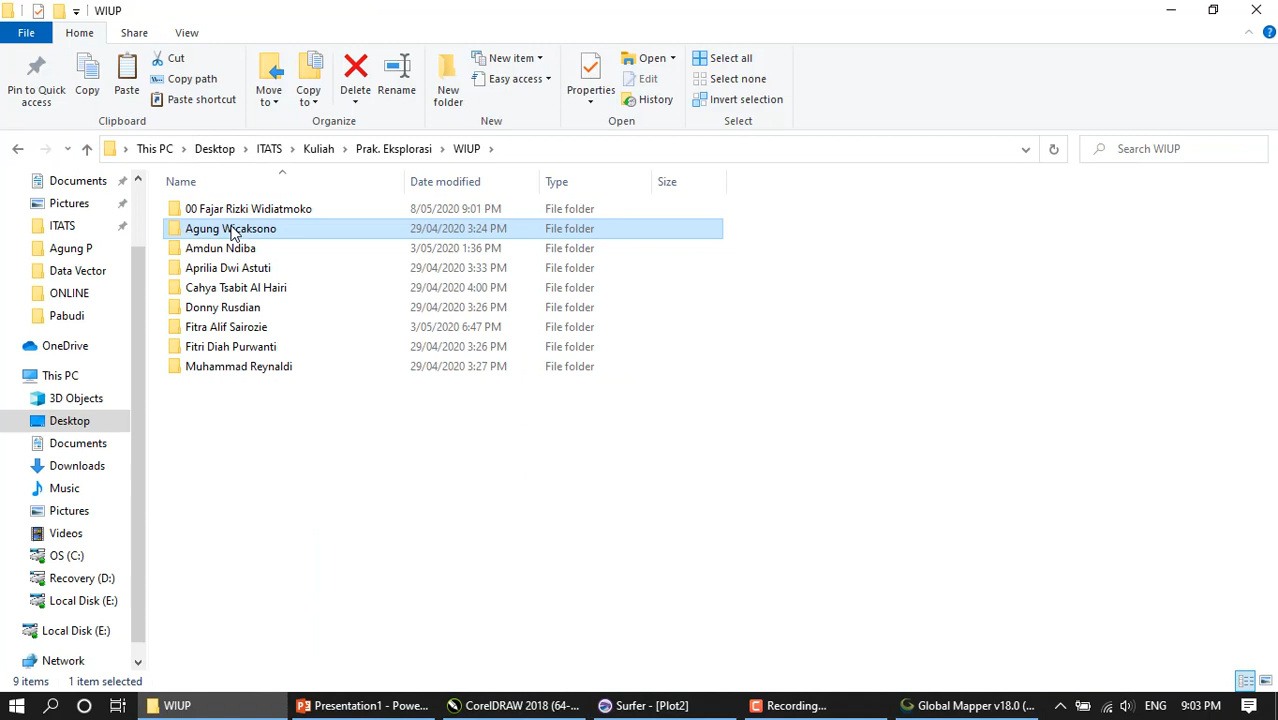 WIUP
File Home Share View
Pin to Quick access
Copy
Paste
Cut
Copy path
Paste shortcut
Clipboard
Move to
Copy to
Delete
Rename
Organize
New folder
New item
Easy access
New
Properties
Open
Edit
History
Open
Select all
Select none
Invert selection
Select
This PC > Desktop > ITATS > Kuliah > Prak. Eksplorasi > WIUP >
Search WIUP
Documents
Pictures
ITATS
Agung P
Data Vector
ONLINE
Pabudi
OneDrive
This PC
3D Objects
Desktop
Documents
Downloads
Music
Pictures
Videos
OS (C:)
Recovery (D:)
Local Disk (E:)
Local Disk (E:)
Network
Name Date modified Type Size
00 Fajar Rizki Widiatmoko 8/05/2020 9:01 PM File folder
Agung Wicaksono 29/04/2020 3:24 PM File folder
Amdun Ndiba 3/05/2020 1:36 PM File folder
Aprilia Dwi Astuti 29/04/2020 3:33 PM File folder
Cahya Tsabit Al Hairi 29/04/2020 4:00 PM File folder
Donny Rusdian 29/04/2020 3:26 PM File folder
Fitra Alif Sairozie 3/05/2020 6:47 PM File folder
Fitri Diah Purwanti 29/04/2020 3:26 PM File folder
Muhammad Reynaldi 29/04/2020 3:27 PM File folder
9 items 1 item selected
WIUP
Presentation1 - Powe...
CorelDRAW 2018 (64-...
Surfer - [Plot2]
Recording...
Global Mapper v18.0 (...
ENG
9:03 PM